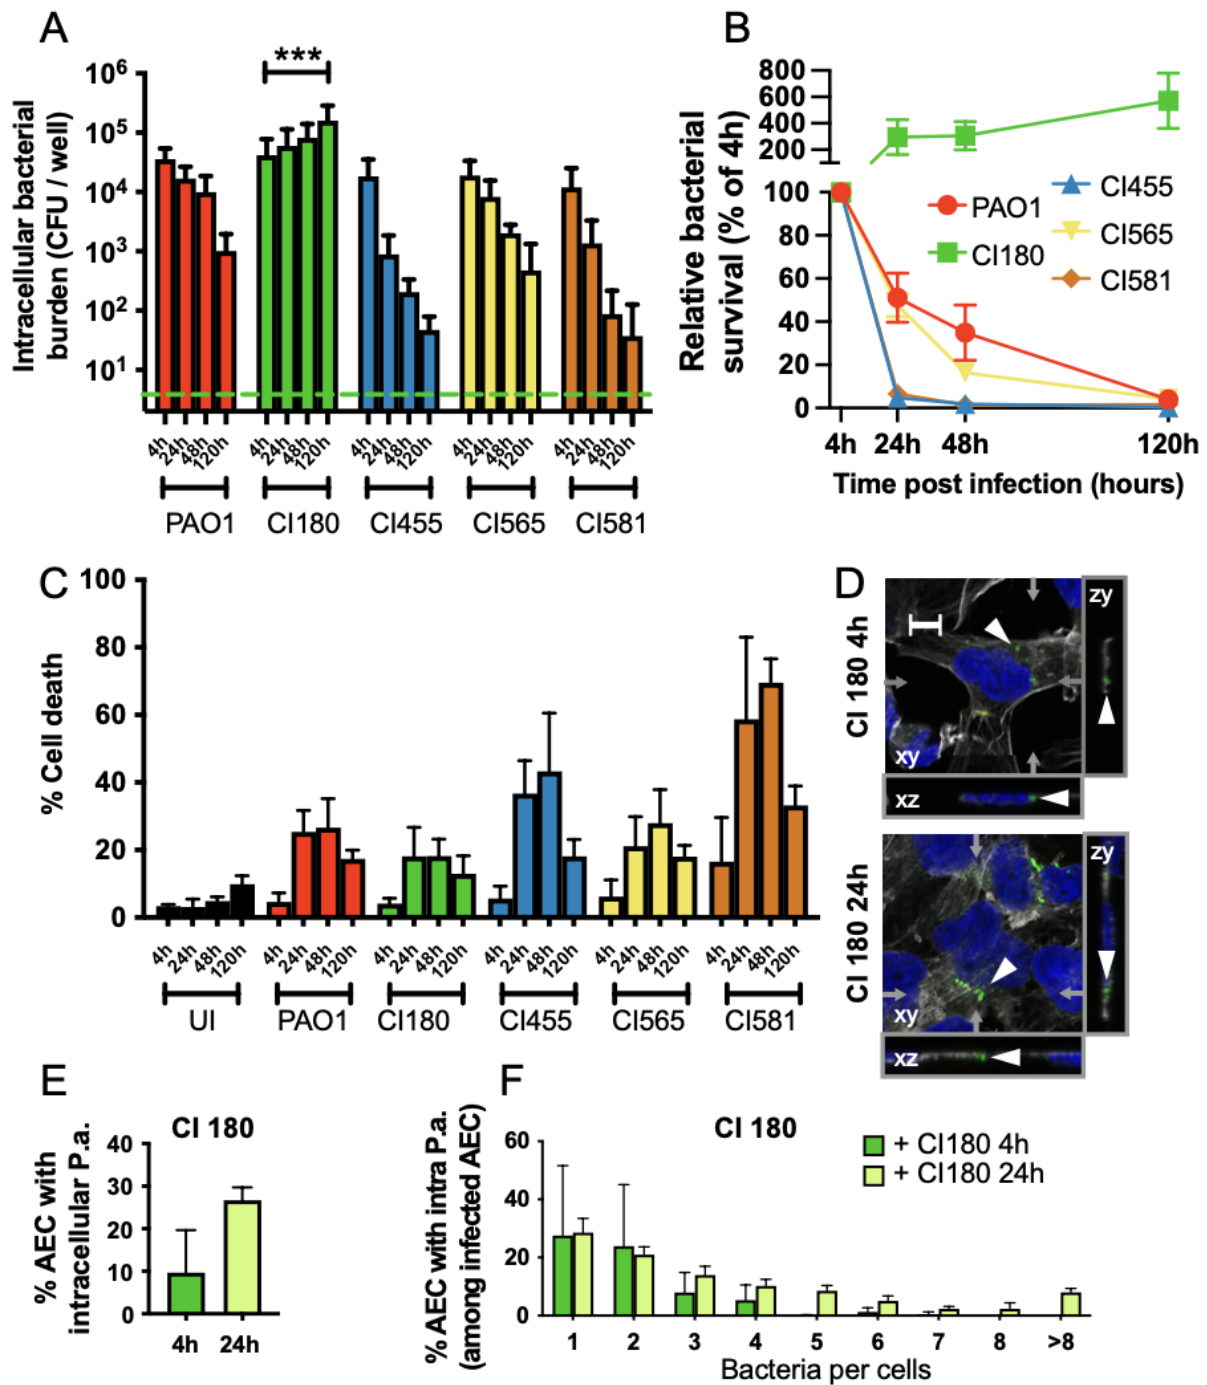 A
***
10⁶
10⁵
10⁴
10³
10²
10¹
Intracellular bacterial
burden (CFU / well)
4h 24h 48h 120h 4h 24h 48h 120h 4h 24h 48h 120h 4h 24h 48h 120h 4h 24h 48h 120h
PAO1 CI180 CI455 CI565 CI581
B
800
600
400
200
100
80
60
40
20
0
Relative bacterial
survival (% of 4h)
PAO1
CI180
CI455
CI565
CI581
4h 24h 48h 120h
Time post infection (hours)
C
100
80
60
40
20
0
% Cell death
4h 24h 48h 120h 4h 24h 48h 120h 4h 24h 48h 120h 4h 24h 48h 120h 4h 24h 48h 120h 4h 24h 48h 120h
UI PAO1 CI180 CI455 CI565 CI581
D
CI 180 4h
xy
zy
xz
CI 180 24h
xy
zy
xz
E
CI 180
40
30
20
10
0
% AEC with
intracellular P.a.
4h 24h
F
CI 180
60
40
20
0
% AEC with intra P.a.
(among infected AEC)
+ CI180 4h
+ CI180 24h
1 2 3 4 5 6 7 8 >8
Bacteria per cells